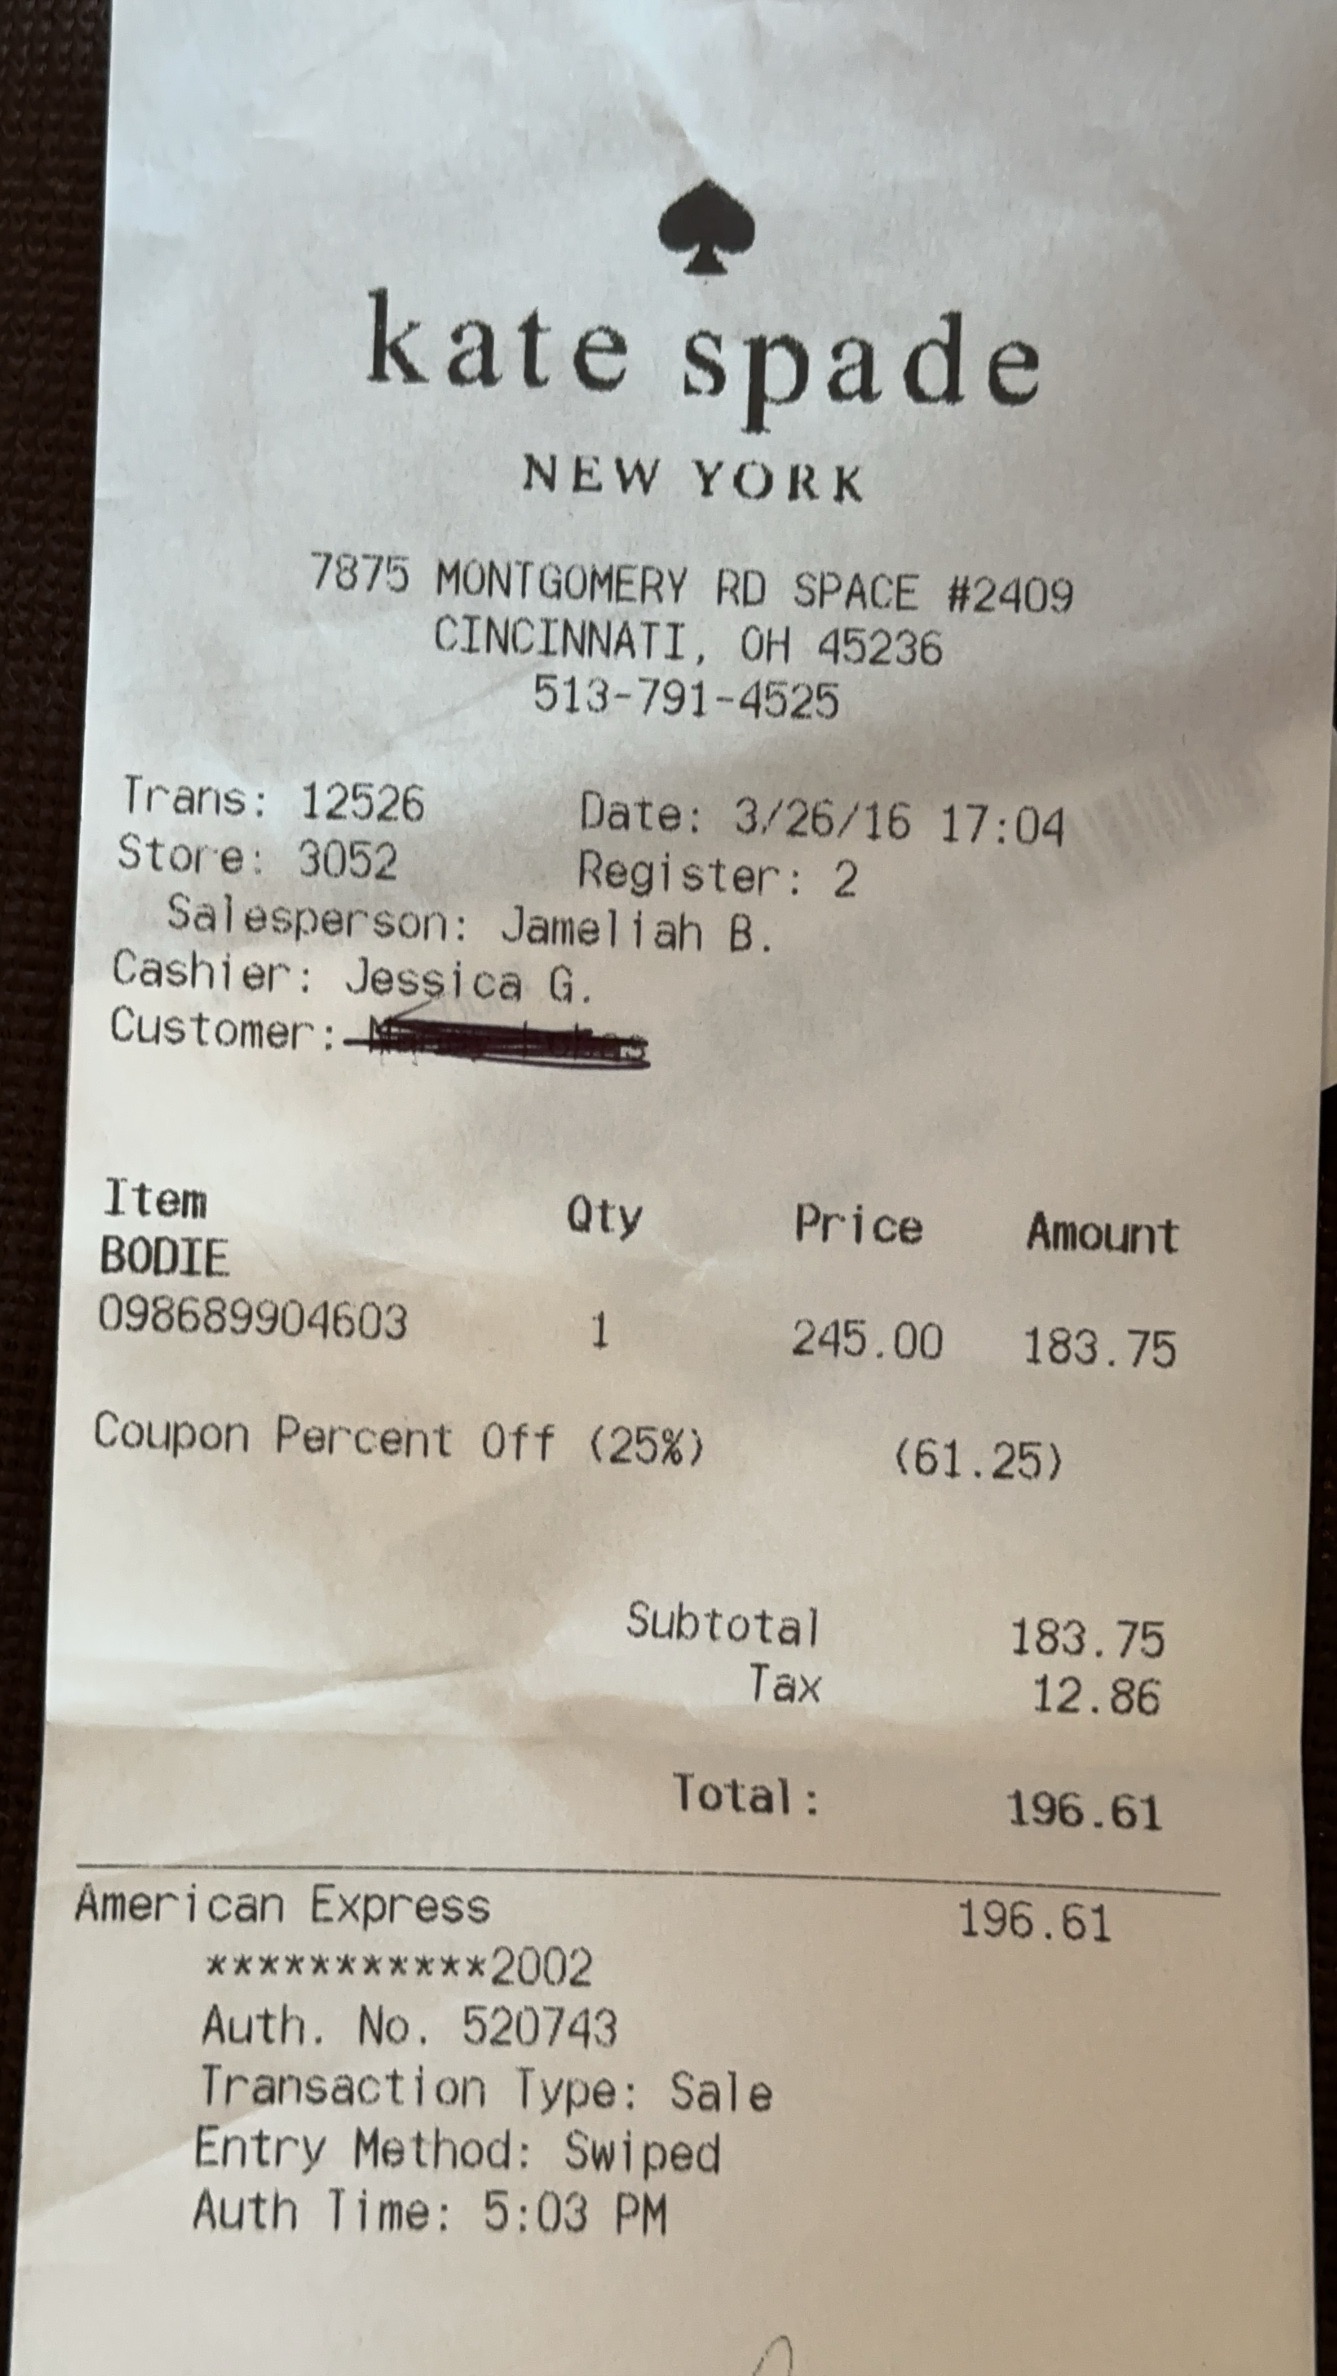 kate spade
NEW YORK
7875 MONTGOMERY RD SPACE #2409
CINCINNATI, OH 45236
513-791-4525
Trans: 12526 Date: 3/26/16 17:04
Store: 3052 Register: 2
Salesperson: Jameliah B.
Cashier: Jessica G.
Customer:
Item Qty Price Amount
BODIE
098689904603 1 245.00 183.75
Coupon Percent Off (25%) (61.25)
Subtotal 183.75
Tax 12.86
Total: 196.61
American Express 196.61
***********2002
Auth. No. 520743
Transaction Type: Sale
Entry Method: Swiped
Auth Time: 5:03 PM